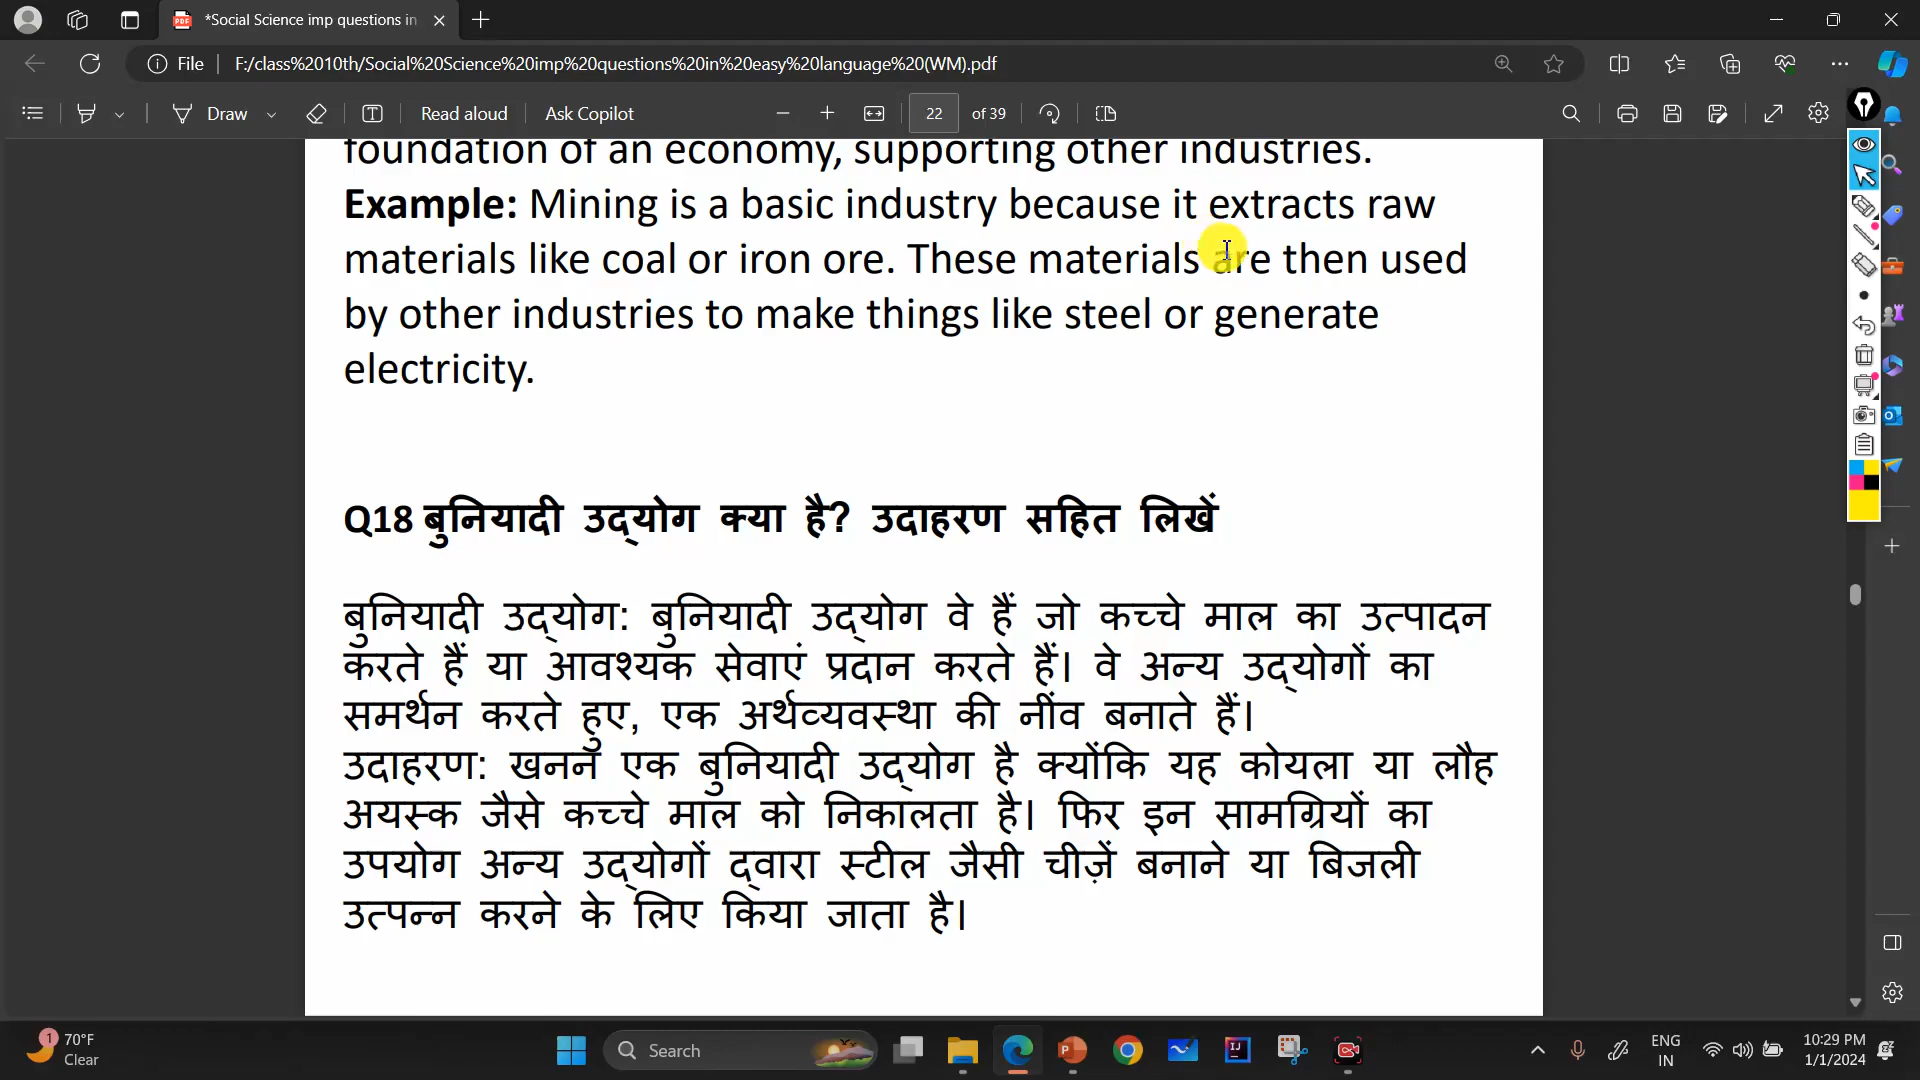 *Social Science imp questions in
File
F:/class%2010th/Social%20Science%20imp%20questions%20in%20easy%20language%20(WM).pdf
Draw
Read aloud
Ask Copilot
22
of 39
foundation of an economy, supporting other industries.
Example: Mining is a basic industry because it extracts raw
materials like coal or iron ore. These materials are then used
by other industries to make things like steel or generate
electricity.
Q18 बुनियादी उद्योग क्या है? उदाहरण सहित लिखें
बुनियादी उद्योग: बुनियादी उद्योग वे हैं जो कच्चे माल का उत्पादन
करते हैं या आवश्यक सेवाएं प्रदान करते हैं। वे अन्य उद्योगों का
समर्थन करते हुए, एक अर्थव्यवस्था की नींव बनाते हैं।
उदाहरण: खनन एक बुनियादी उद्योग है क्योंकि यह कोयला या लौह
अयस्क जैसे कच्चे माल को निकालता है। फिर इन सामग्रियों का
उपयोग अन्य उद्योगों द्वारा स्टील जैसी चीज़ें बनाने या बिजली
उत्पन्न करने के लिए किया जाता है।
1
70°F
Clear
Search
ENG
IN
10:29 PM
1/1/2024